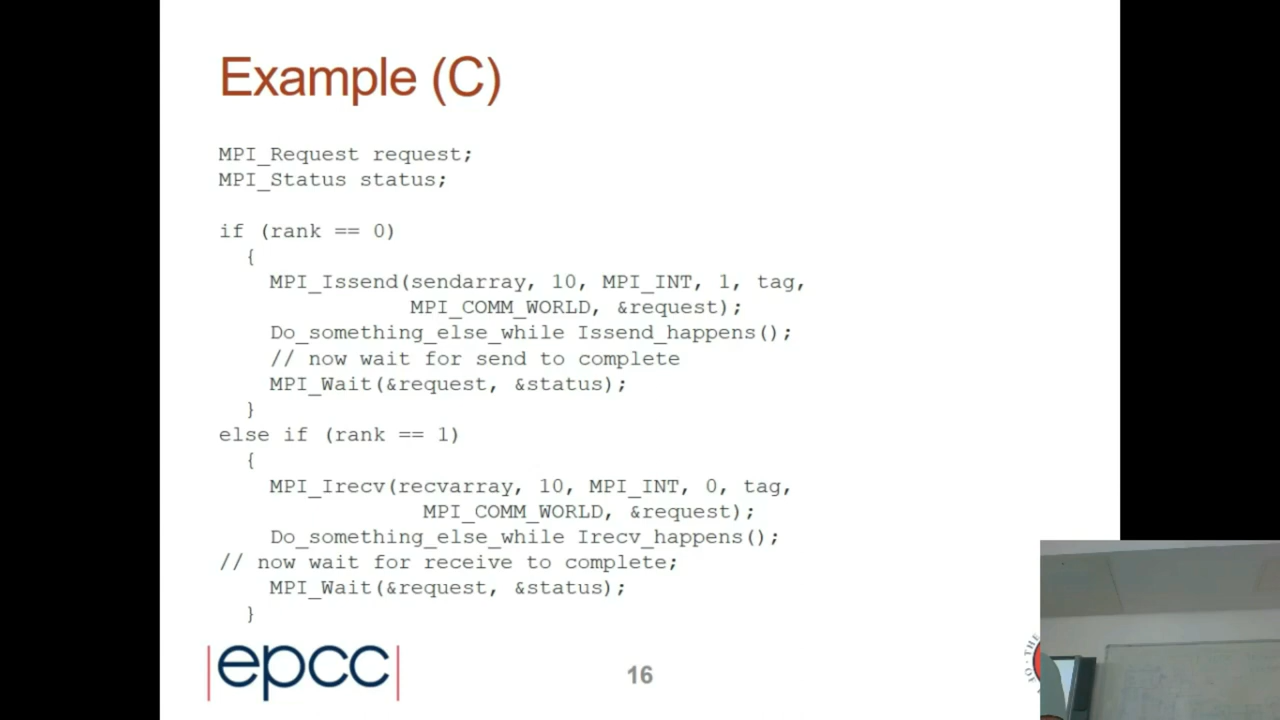 Example (C)
MPI_Request request;
MPI_Status status;
if (rank == 0)
{
MPI_Issend(sendarray, 10, MPI_INT, 1, tag,
MPI_COMM_WORLD, &request);
Do_something_else_while Issend_happens();
// now wait for send to complete
MPI_Wait(&request, &status);
}
else if (rank == 1)
{
MPI_Irecv(recvarray, 10, MPI_INT, 0, tag,
MPI_COMM_WORLD, &request);
Do_something_else_while Irecv_happens();
// now wait for receive to complete;
MPI_Wait(&request, &status);
}
epcc
16
THE